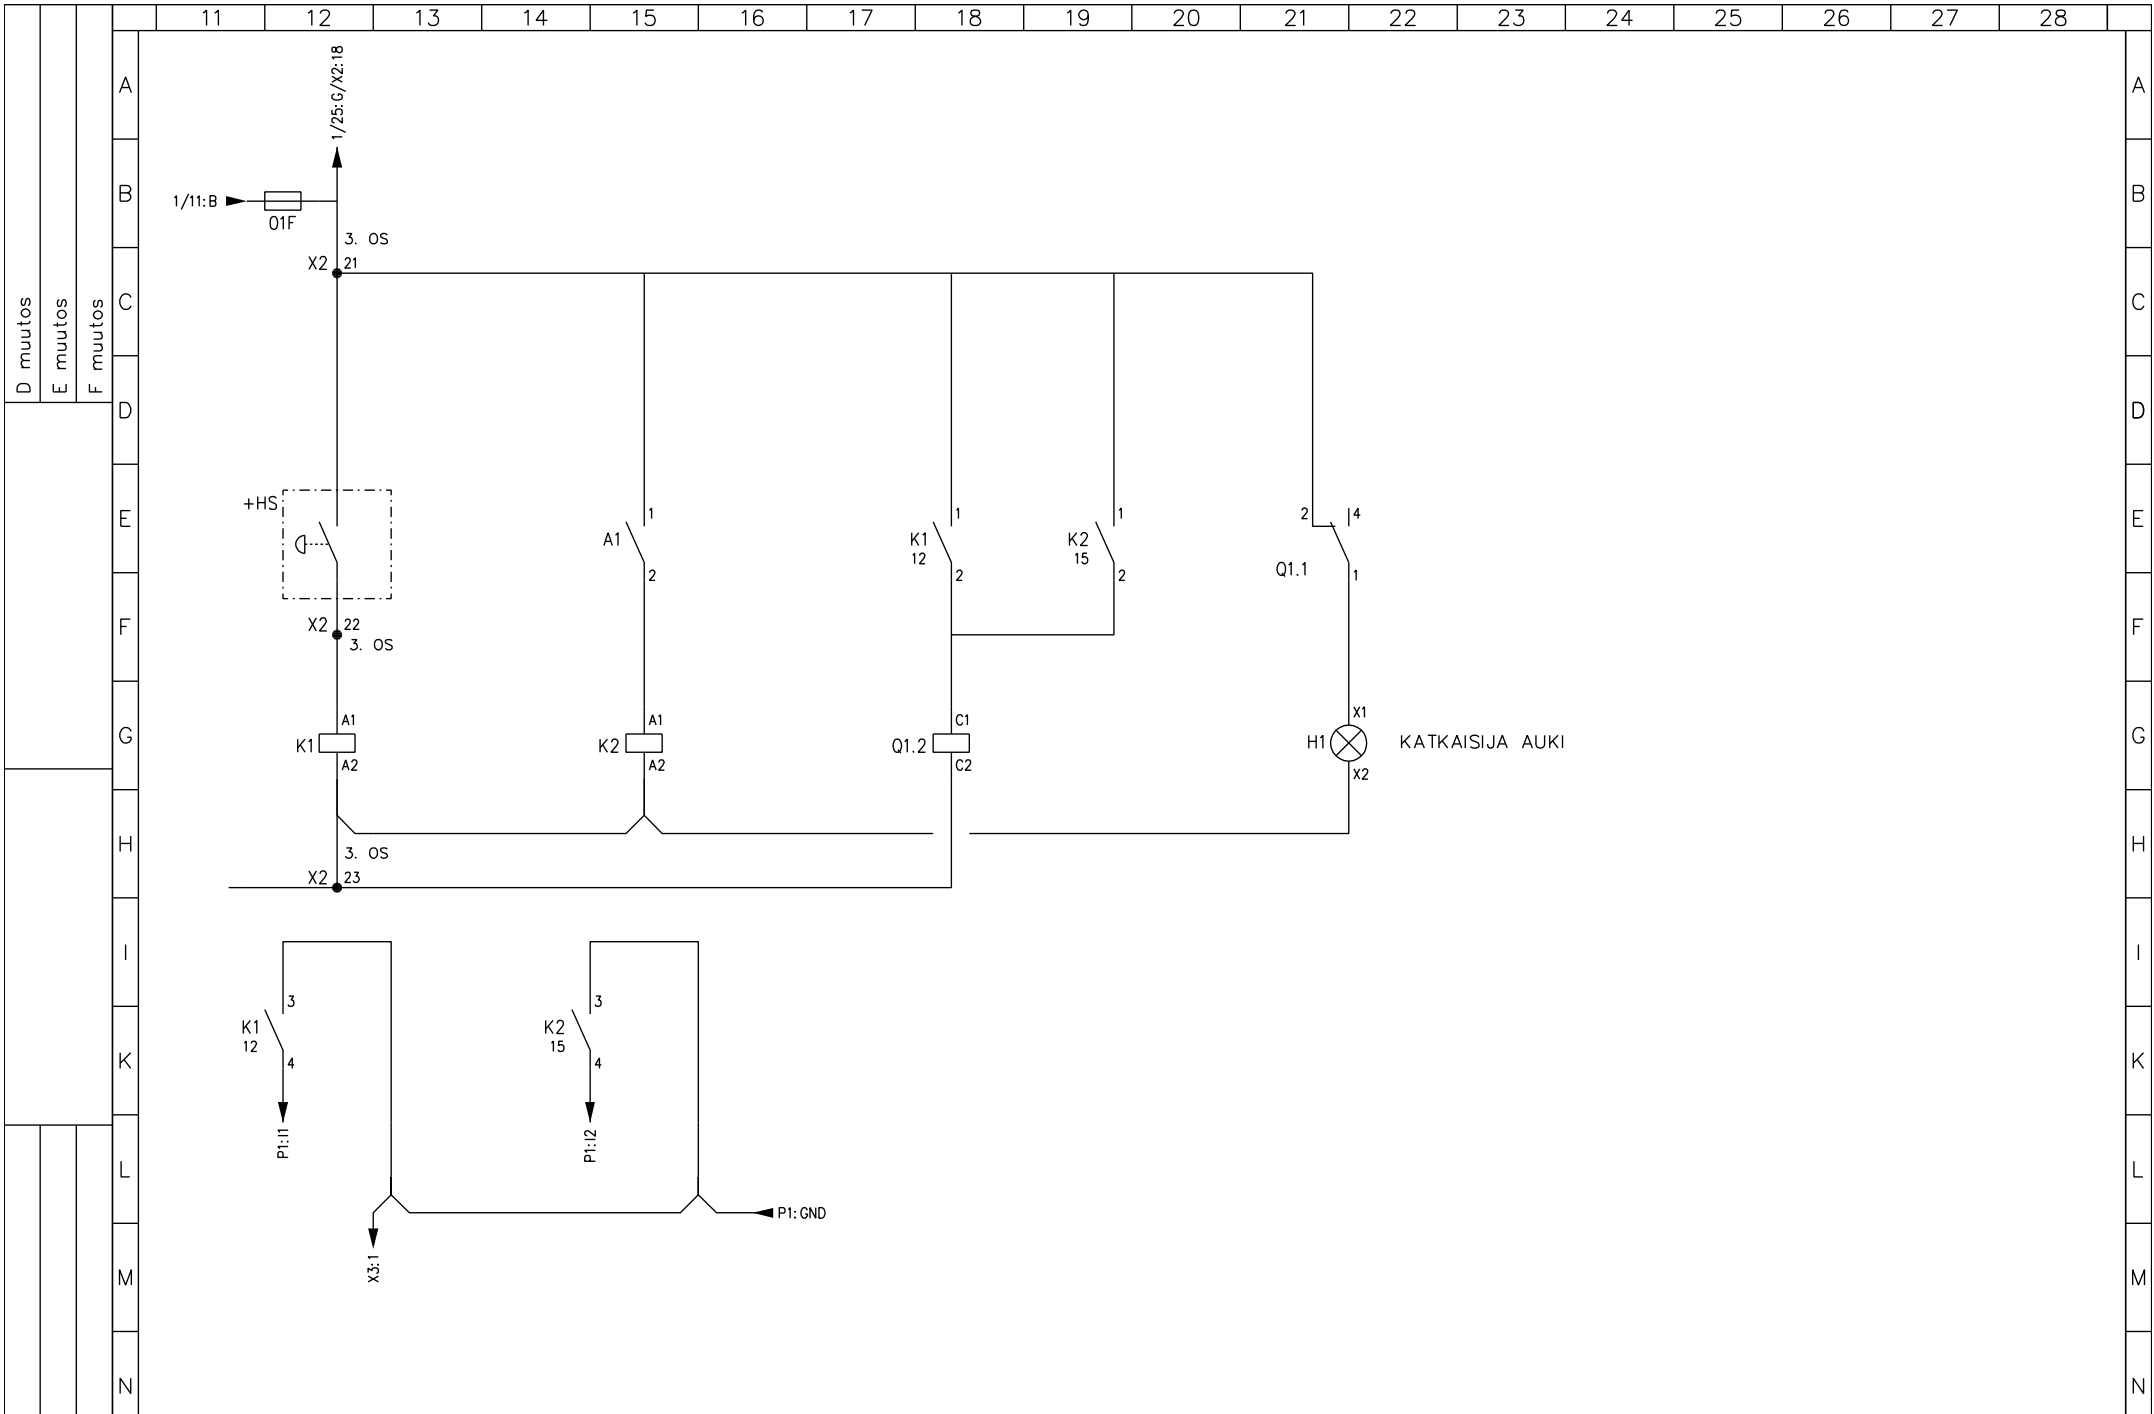 11 12 13 14 15 16 17 18 19 20 21 22 23 24 25 26 27 28
D muutos
E muutos
F muutos
A A
1/25:G/X2:18
B B
1/11:B
01F
3. OS
X2 21
C C
D D
+HS
E E
1
A1
2
1
K1
12
2
1
K2
15
2
2 4
Q1.1
1
F F
X2 22
3. OS
G G
A1
K1
A2
A1
K2
A2
C1
Q1.2
C2
X1
H1 KATKAISIJA AUKI
X2
H H
3. OS
X2 23
I I
3
K1
12
4
P1:I1
3
K2
15
4
P1:I2
K K
L L
P1:GND
X3:1
M M
N N